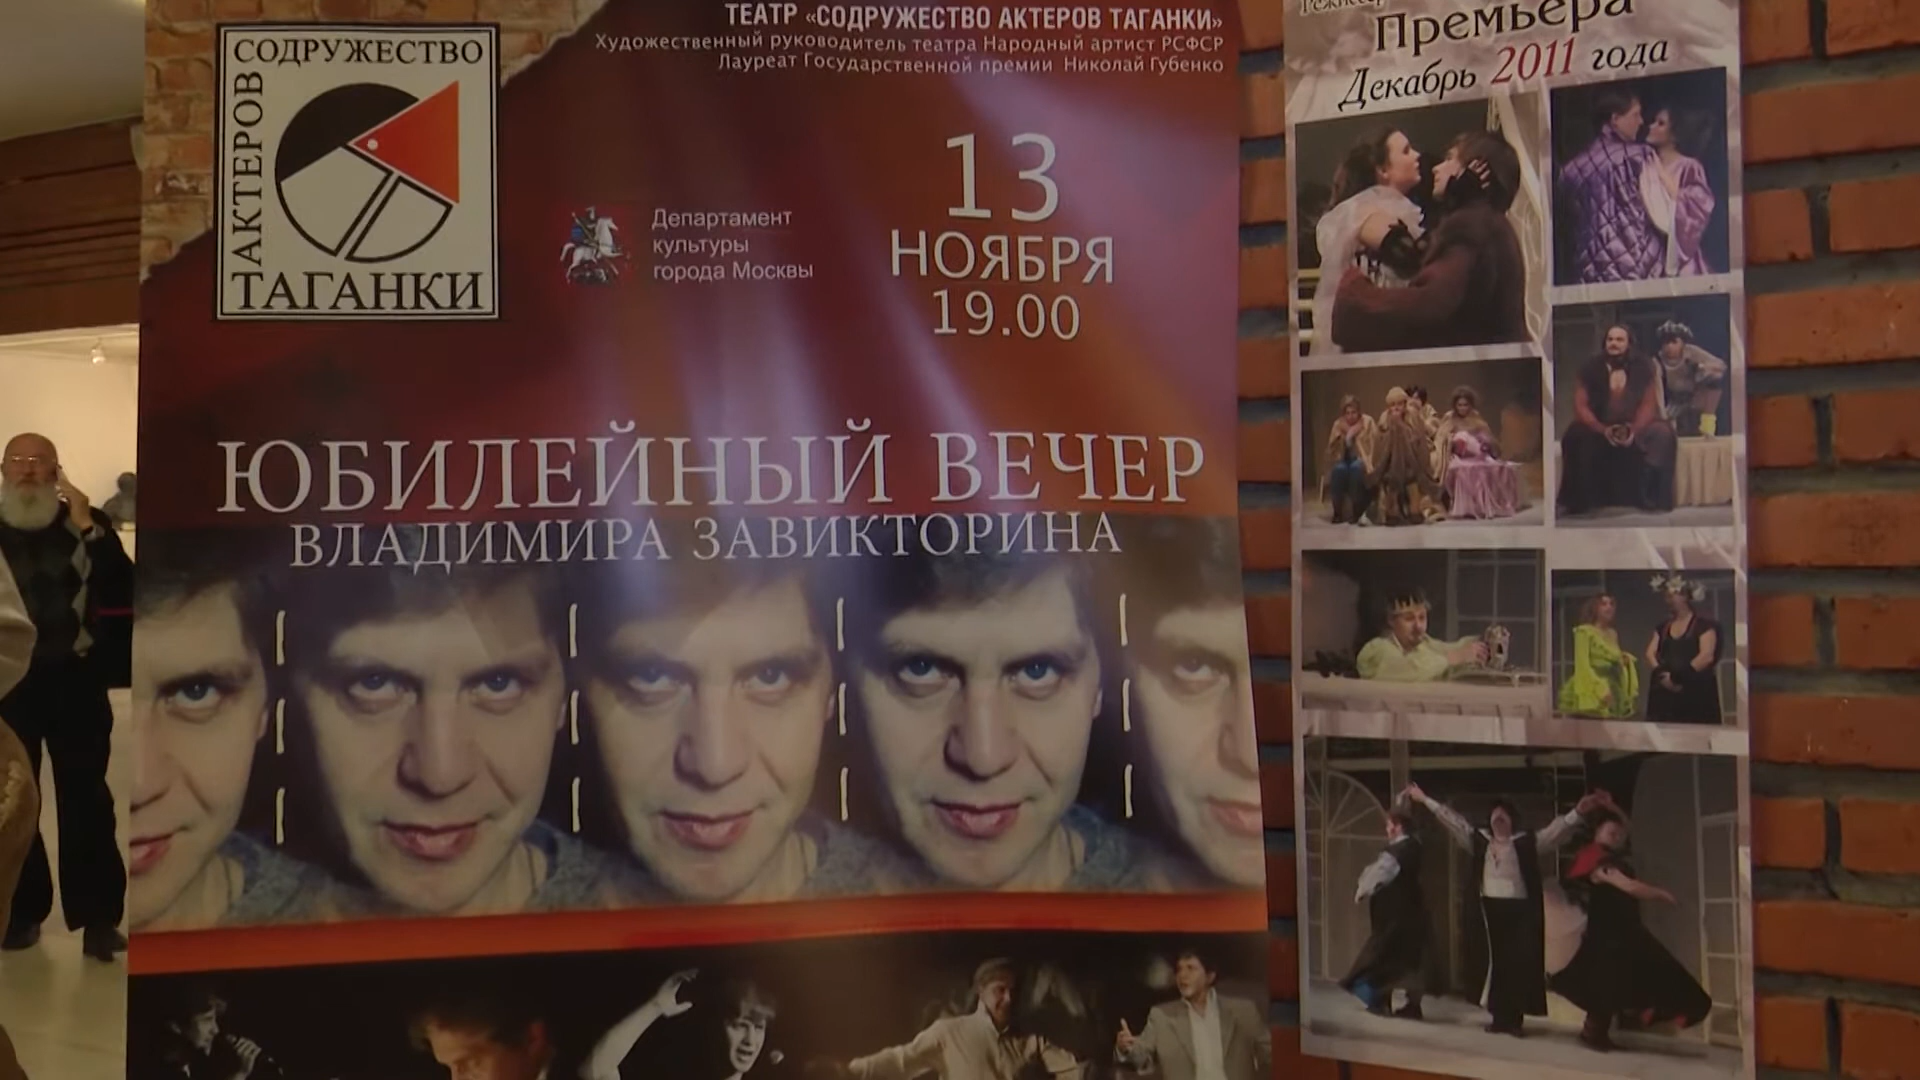 ТЕАТР «СОДРУЖЕСТВО АКТЕРОВ ТАГАНКИ»
Художественный руководитель театра Народный артист РСФСР
Лауреат Государственной премии Николай Губенко
СОДРУЖЕСТВО
АКТЕРОВ
ТАГАНКИ
Департамент
культуры
города Москвы
13
НОЯБРЯ
19.00
ЮБИЛЕЙНЫЙ ВЕЧЕР
ВЛАДИМИРА ЗАВИКТОРИНА
Режиссер
Премьера
Декабрь 2011 года